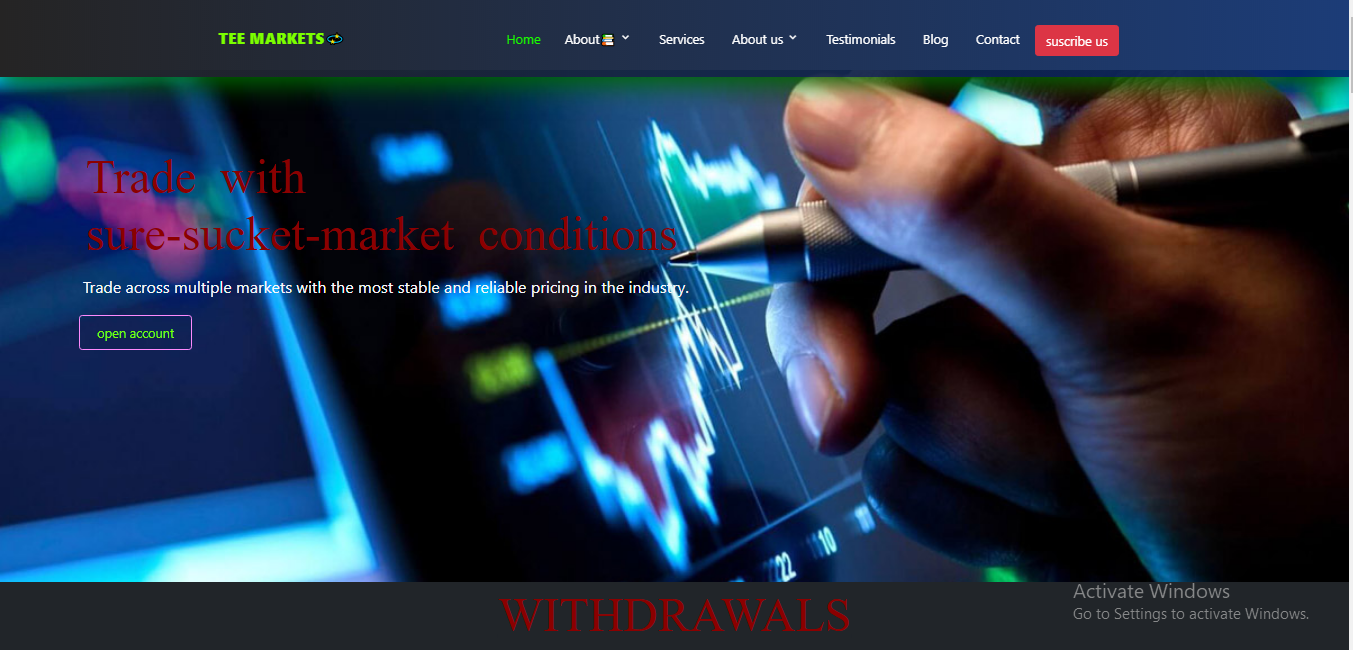 TEE MARKETS
Home About About us Services Testimonials Blog Contact suscribe us
Trade with
sure-sucket-market conditions
Trade across multiple markets with the most stable and reliable pricing in the industry.
open account
22 10
WITHDRAWALS
Activate Windows
Go to Settings to activate Windows.